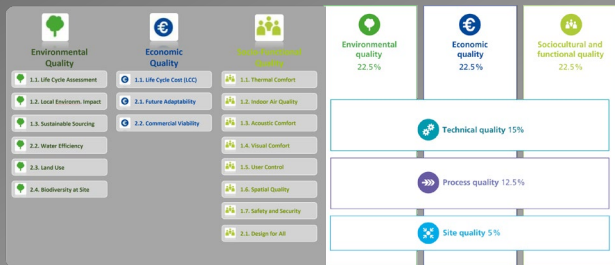 Environmental
Quality
1.1. Life Cycle Assessment
1.2. Local Environm. Impact
1.3. Sustainable Sourcing
2.2. Water Efficiency
2.3. Land Use
2.4. Biodiversity at Site
Economic
Quality
1.1. Life Cycle Cost (LCC)
2.1. Future Adaptability
2.2. Commercial Viability
Quality
1.1. Thermal Comfort
1.2. Indoor Air Quality
1.3. Acoustic Comfort
1.4. Visual Comfort
1.5. User Control
1.6. Spatial Quality
1.7. Safety and Security
2.1. Design for All
Environmental
quality
22.5%
Economic
quality
22.5%
Sociocultural and
functional quality
22.5%
Technical quality 15%
Process quality 12.5%
Site quality 5%